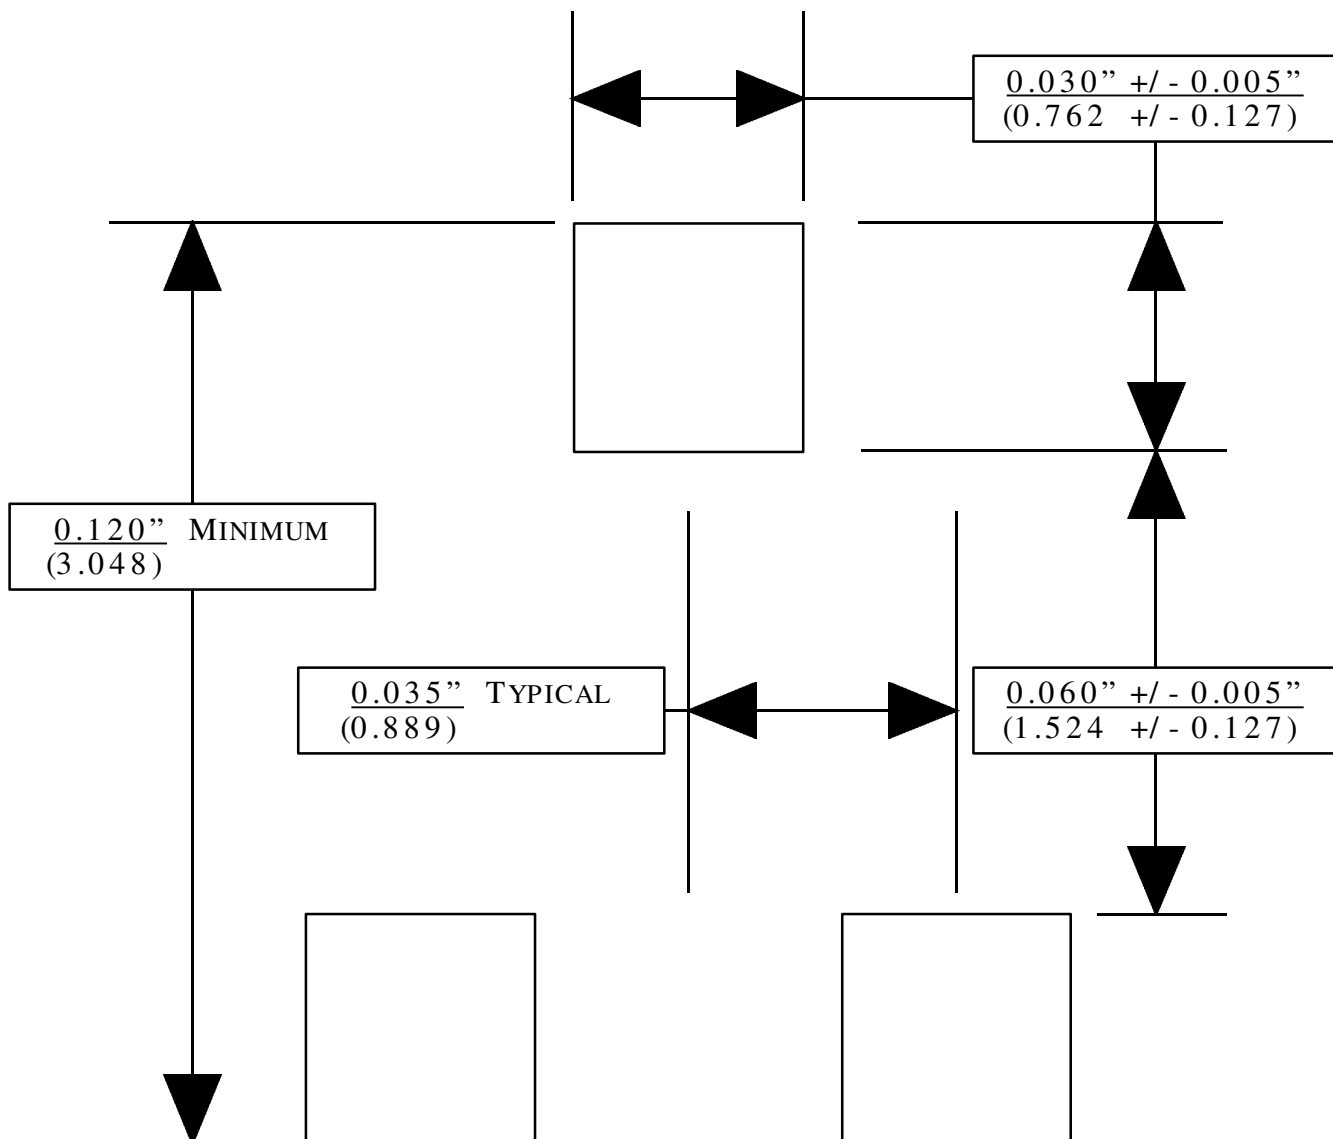 0.030” +/- 0.005”
(0.762 +/- 0.127)
0.120” MINIMUM
(3.048)
0.035” TYPICAL
(0.889)
0.060” +/- 0.005”
(1.524 +/- 0.127)